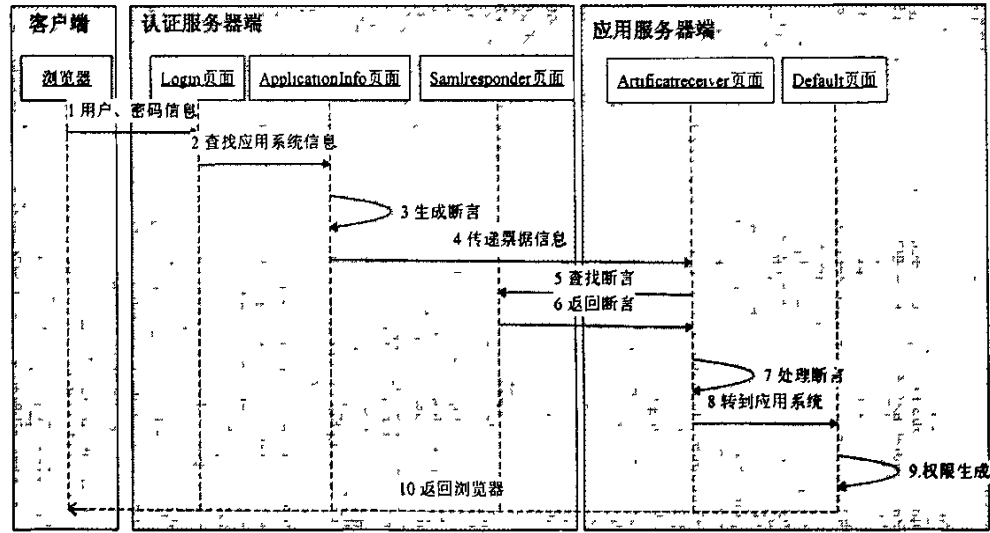 客户端
认证服务器端
应用服务器端
浏览器
Login页面
ApplicationInfo页面
Samlresponder页面
Artificatreceiver页面
Default页面
1 用户、密码信息
2 查找应用系统信息
3 生成断言
4 传递票据信息
5 查找断言
6 返回断言
7 处理断言
8 转到应用系统
9.权限生成
10 返回浏览器